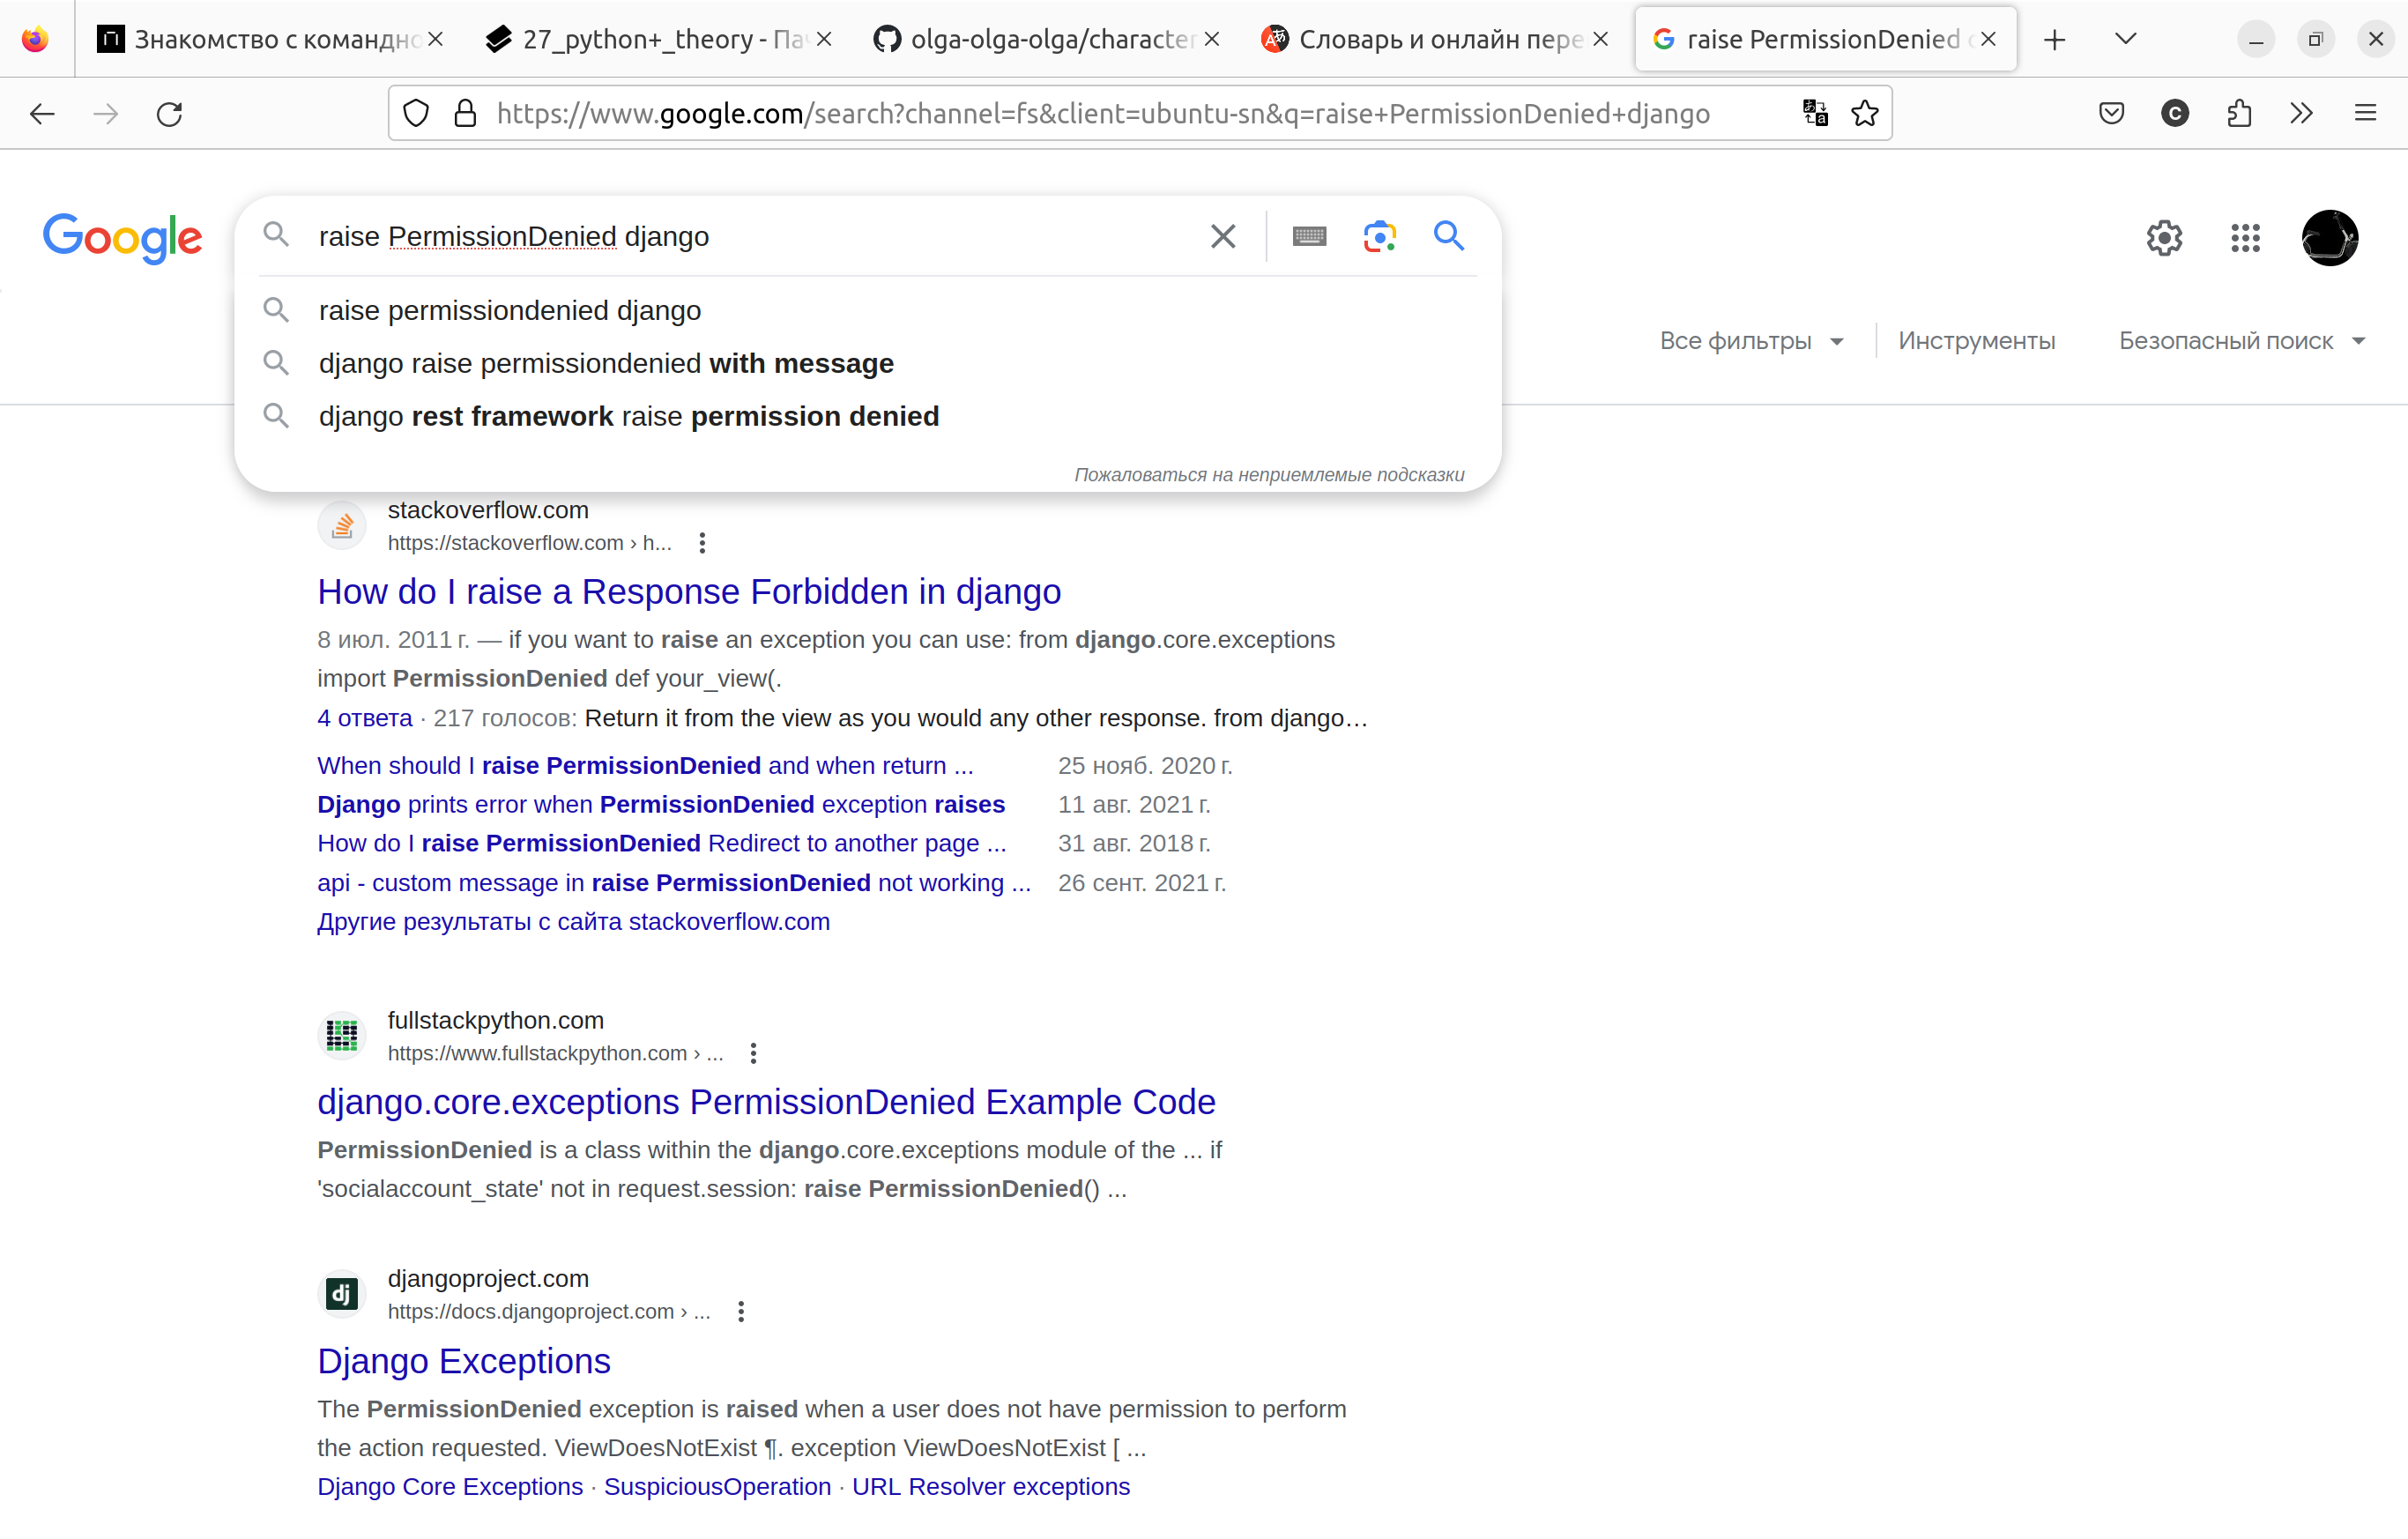 Знакомство с командно
27_python+_theory - Пач
olga-olga-olga/character
Словарь и онлайн пере
raise PermissionDenied
https://www.google.com/search?channel=fs&client=ubuntu-sn&q=raise+PermissionDenied+django
Google
raise PermissionDenied django
raise permissiondenied django
django raise permissiondenied with message
django rest framework raise permission denied
Пожаловаться на неприемлемые подсказки
Все фильтры
Инструменты
Безопасный поиск
stackoverflow.com
https://stackoverflow.com › h...
How do I raise a Response Forbidden in django
8 июл. 2011 г. — if you want to raise an exception you can use: from django.core.exceptions
import PermissionDenied def your_view(.
4 ответа · 217 голосов: Return it from the view as you would any other response. from django…
When should I raise PermissionDenied and when return ... 25 нояб. 2020 г.
Django prints error when PermissionDenied exception raises 11 авг. 2021 г.
How do I raise PermissionDenied Redirect to another page ... 31 авг. 2018 г.
api - custom message in raise PermissionDenied not working ... 26 сент. 2021 г.
Другие результаты с сайта stackoverflow.com
fullstackpython.com
https://www.fullstackpython.com › ...
django.core.exceptions PermissionDenied Example Code
PermissionDenied is a class within the django.core.exceptions module of the ... if
'socialaccount_state' not in request.session: raise PermissionDenied() ...
dj
djangoproject.com
https://docs.djangoproject.com › ...
Django Exceptions
The PermissionDenied exception is raised when a user does not have permission to perform
the action requested. ViewDoesNotExist ¶. exception ViewDoesNotExist [ ...
Django Core Exceptions · SuspiciousOperation · URL Resolver exceptions